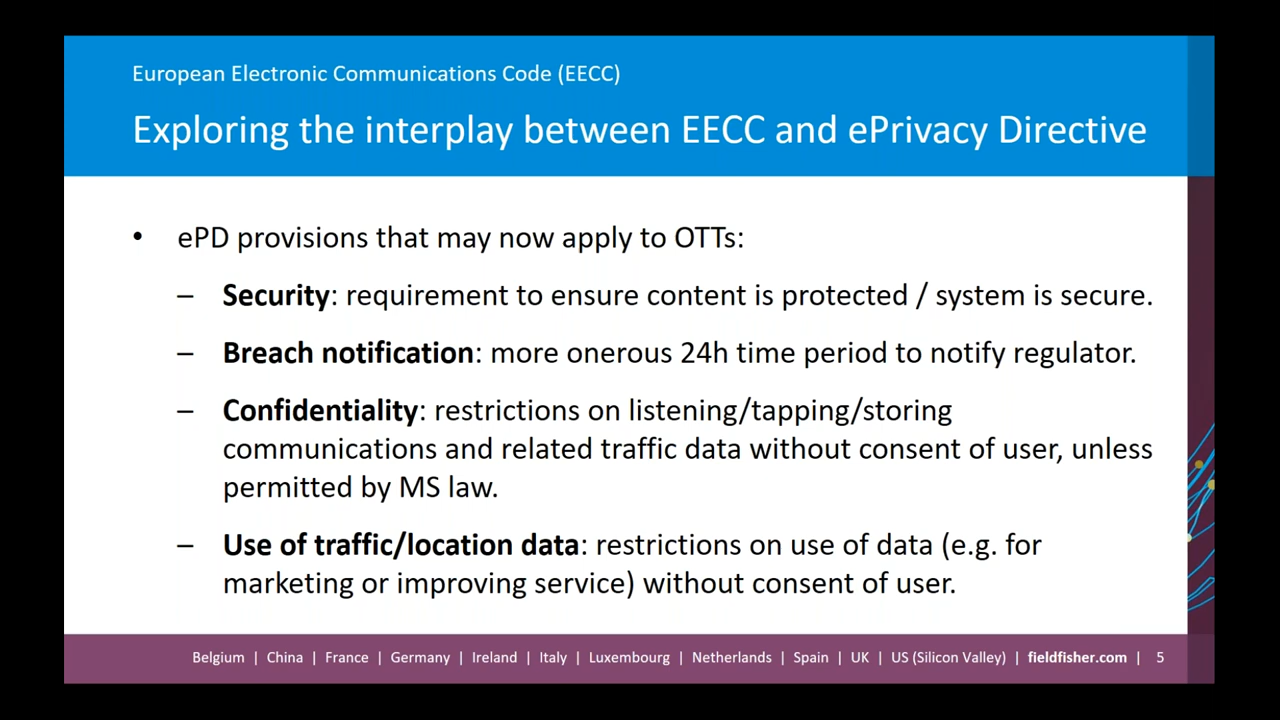 European Electronic Communications Code (EECC)
Exploring the interplay between EECC and ePrivacy Directive
• ePD provisions that may now apply to OTTs:
– Security: requirement to ensure content is protected / system is secure.
– Breach notification: more onerous 24h time period to notify regulator.
– Confidentiality: restrictions on listening/tapping/storing
communications and related traffic data without consent of user, unless
permitted by MS law.
– Use of traffic/location data: restrictions on use of data (e.g. for
marketing or improving service) without consent of user.
Belgium | China | France | Germany | Ireland | Italy | Luxembourg | Netherlands | Spain | UK | US (Silicon Valley) | fieldfisher.com | 5